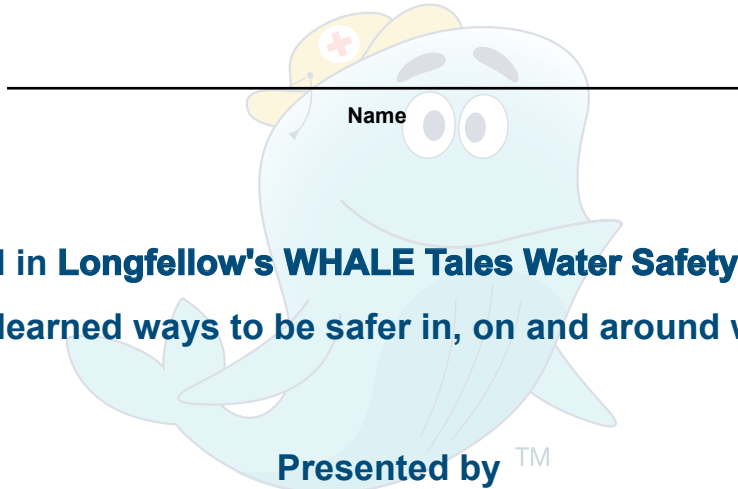 Name
in Longfellow's WHALE Tales Water Safety
learned ways to be safer in, on and around
Presented by TM